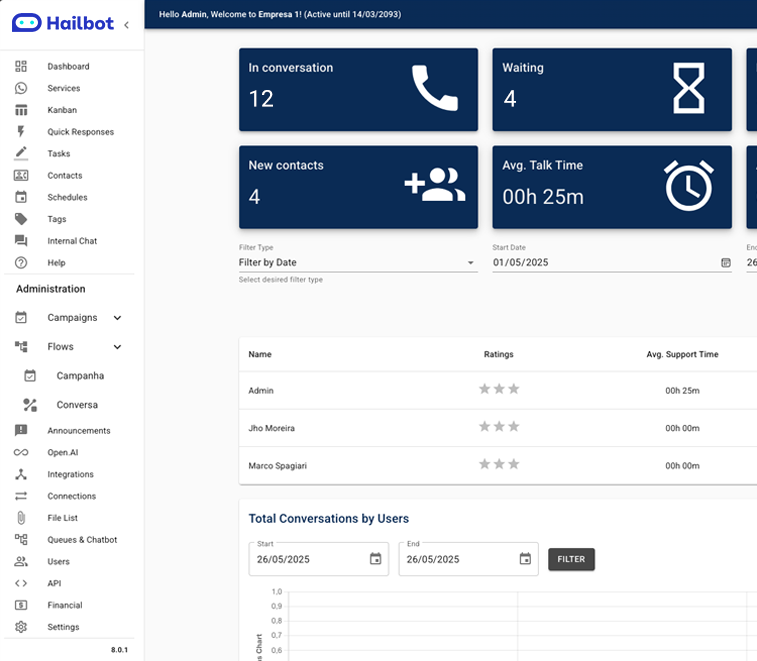 Hailbot
Hello Admin, Welcome to Empresa 1! (Active until 14/03/2093)
Dashboard
Services
Kanban
Quick Responses
Tasks
Contacts
Schedules
Tags
Internal Chat
Help
Administration
Campaigns
Flows
Campanha
Conversa
Announcements
Open.AI
Integrations
Connections
File List
Queues & Chatbot
Users
API
Financial
Settings
8.0.1
In conversation
12
Waiting
4
New contacts
4
Avg. Talk Time
00h 25m
Filter Type
Filter by Date
Select desired filter type
Start Date
01/05/2025
26
Name Ratings Avg. Support Time
Admin 00h 25m
Jho Moreira 00h 00m
Marco Spagiari 00h 00m
Total Conversations by Users
Start
26/05/2025
End
26/05/2025
FILTER
1,0
0,9
0,8
0,7
0,6
Chart